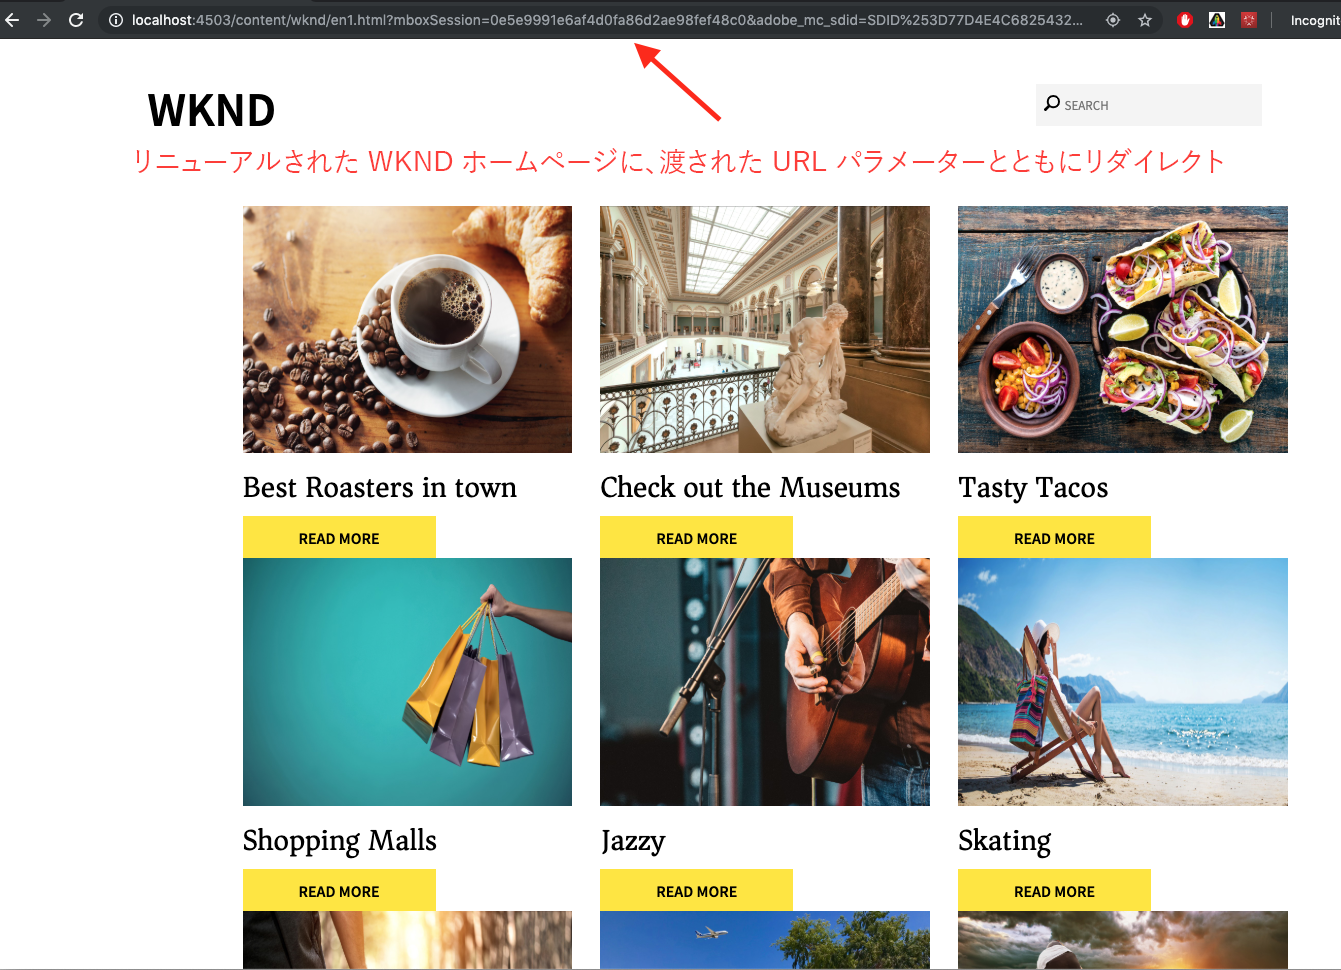 localhost:4503/content/wknd/en1.html?mboxSession=0e5e9991e6af4d0fa86d2ae98fef48c0&adobe_mc_sdid=SDID%253D77D4E4C6825432...
Incognit
WKND
SEARCH
リニューアルされた WKND ホームページに、渡された URL パラメーターとともにリダイレクト
Best Roasters in town
Check out the Museums
Tasty Tacos
READ MORE
READ MORE
READ MORE
Shopping Malls
Jazzy
Skating
READ MORE
READ MORE
READ MORE